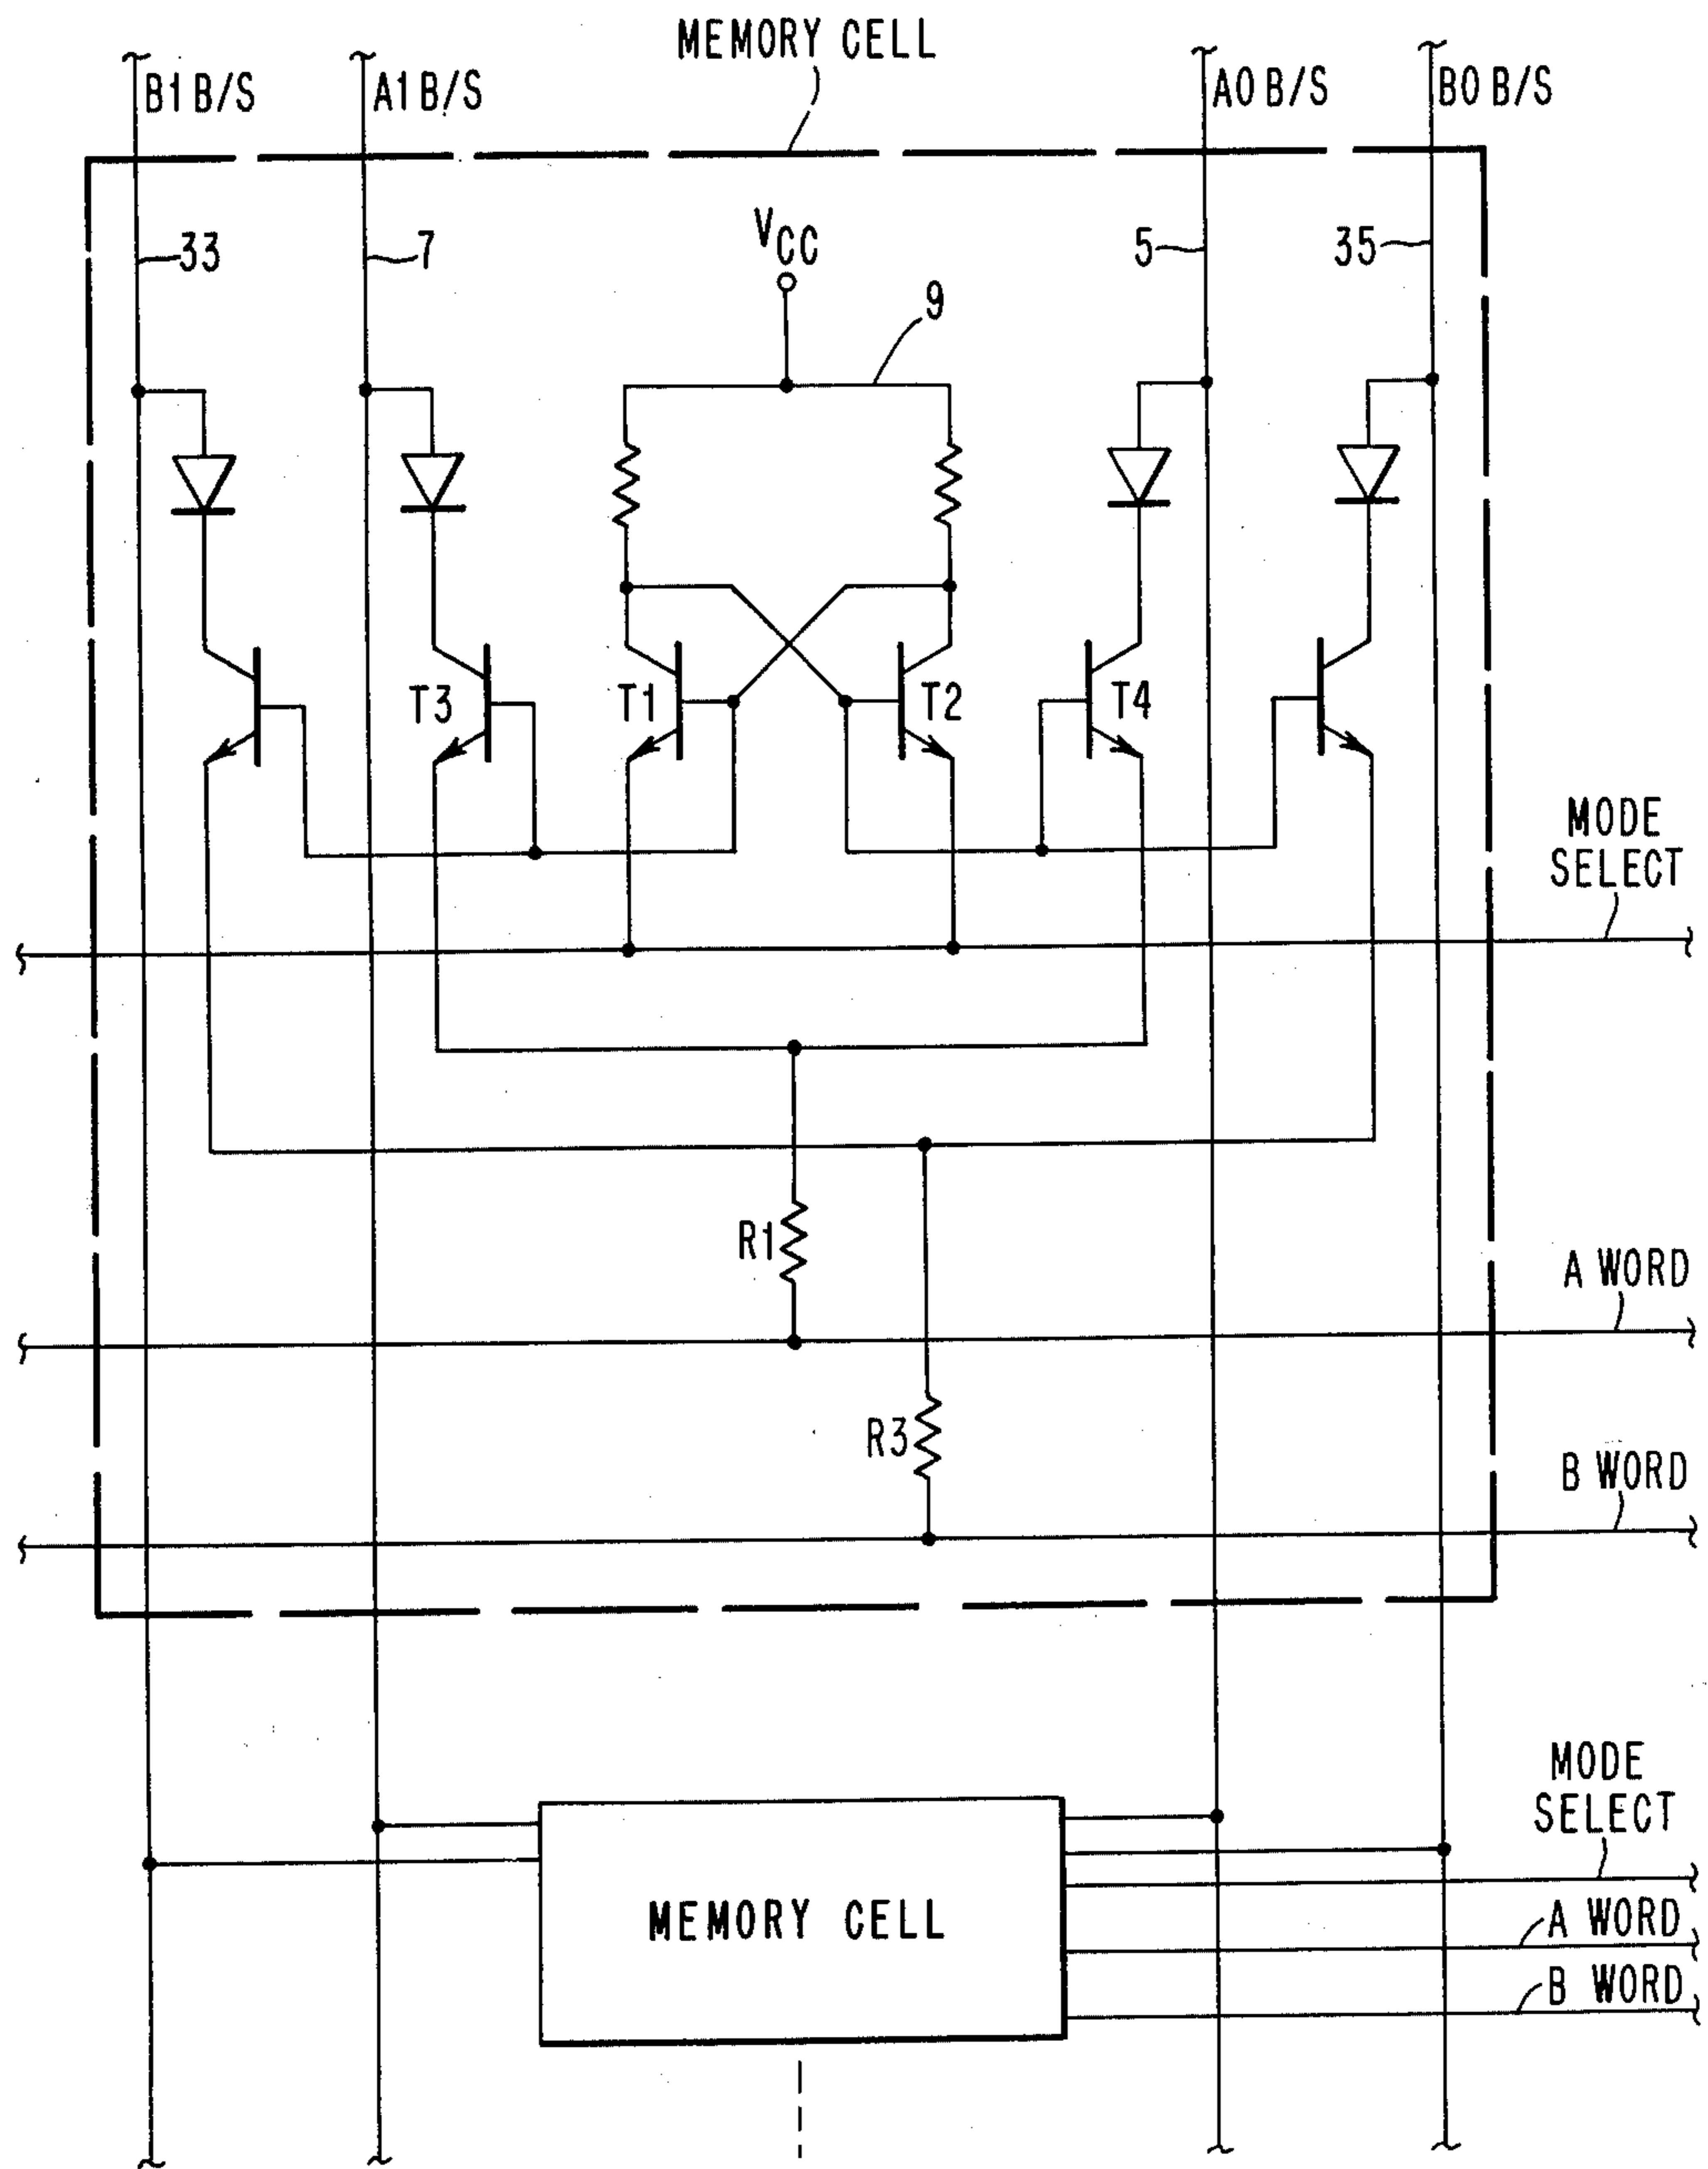 MEMORY CELL
B1 B/S
A1 B/S
A0 B/S
B0 B/S
33
7
VCC
5
35
9
T3
T1
T2
T4
MODE
SELECT
R1
A WORD
R3
B WORD
MODE
SELECT
MEMORY CELL
A WORD
B WORD